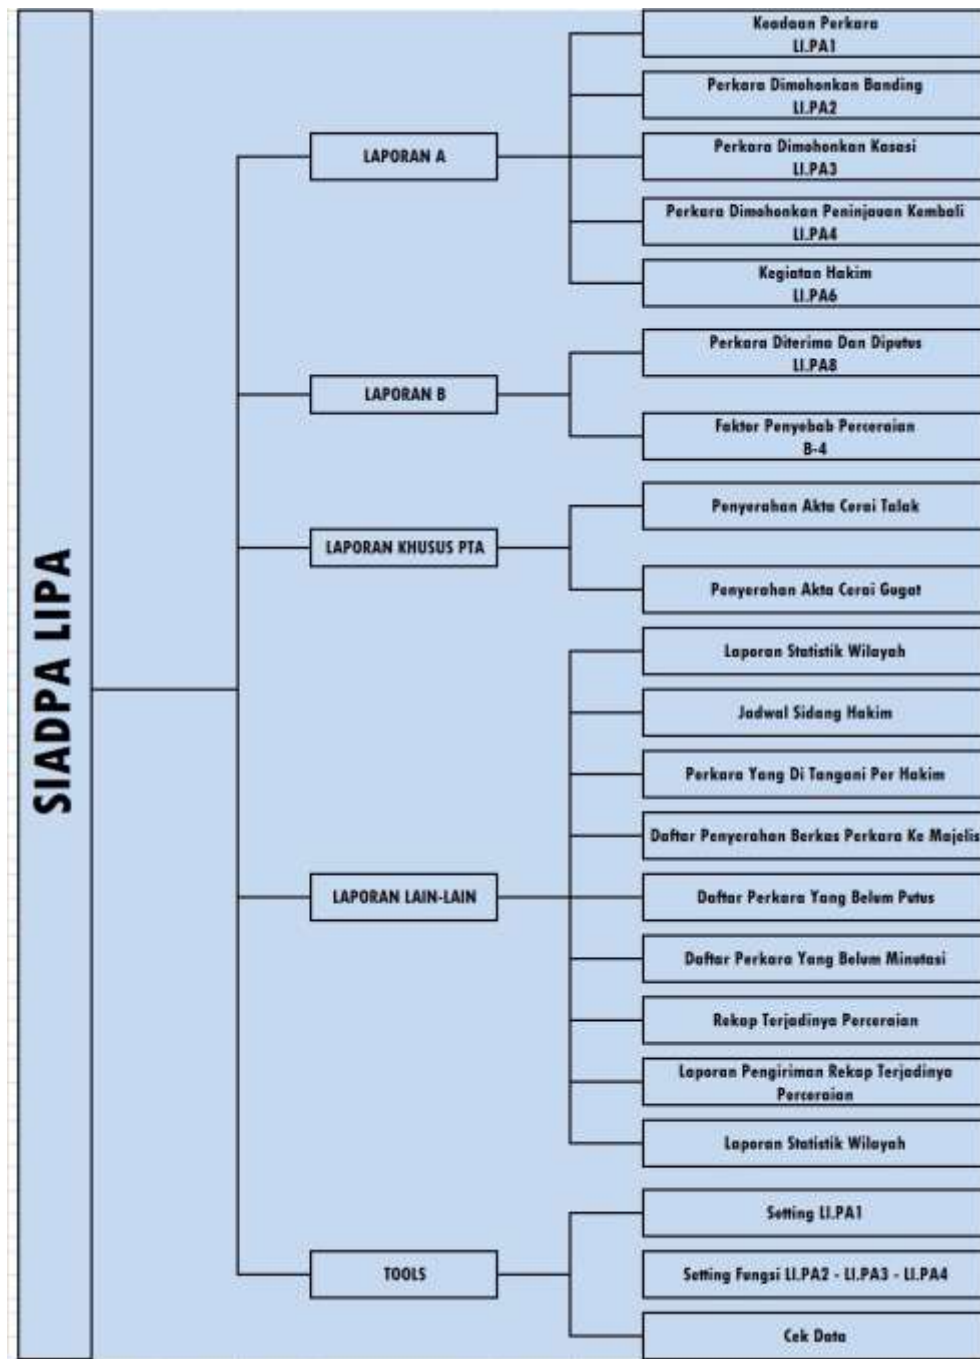 SIADPA LIPA
LAPORAN A
Keadaan Perkara
LI.PA1
Perkara Dimohonkan Banding
LI.PA2
Perkara Dimohonkan Kasasi
LI.PA3
Perkara Dimohonkan Peninjauan Kembali
LI.PA4
Kegiatan Hakim
LI.PA6
LAPORAN B
Perkara Diterima Dan Diputus
LI.PA8
Faktor Penyebab Perceraian
B-4
LAPORAN KHUSUS PTA
Penyerahan Akta Cerai Talak
Penyerahan Akta Cerai Gugat
LAPORAN LAIN-LAIN
Laporan Statistik Wilayah
Jadwal Sidang Hakim
Perkara Yang Di Tangani Per Hakim
Daftar Penyerahan Berkas Perkara Ke Majelis
Daftar Perkara Yang Belum Putus
Daftar Perkara Yang Belum Minutasi
Rekap Terjadinya Perceraian
Laporan Pengiriman Rekap Terjadinya
Perceraian
Laporan Statistik Wilayah
TOOLS
Setting LI.PA1
Setting Fungsi LI.PA2 - LI.PA3 - LI.PA4
Cek Data